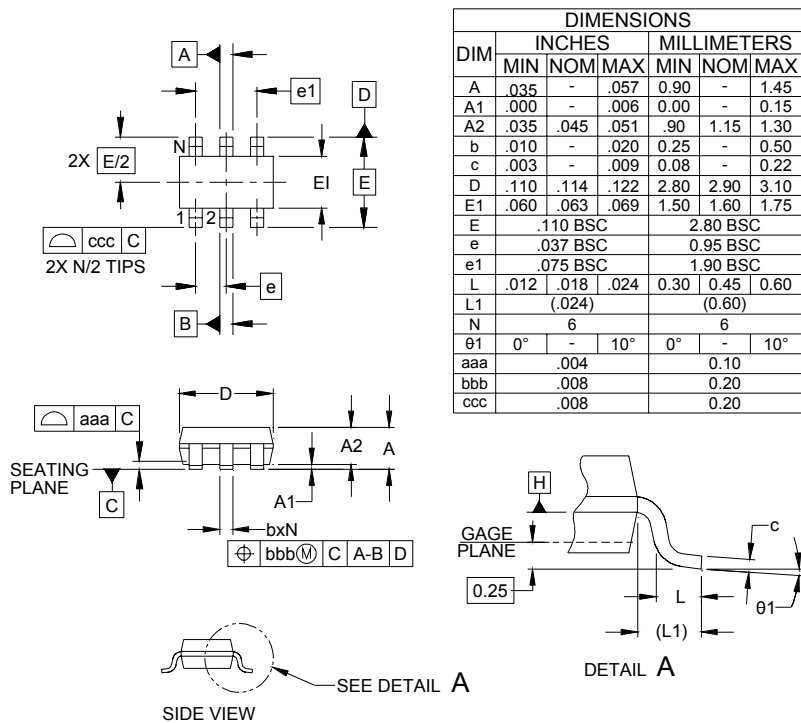 A
e1
D
N
2X E/2
EI
E
1 2
ccc C
2X N/2 TIPS
e
B
D
aaa C
A2 A
SEATING
PLANE
C
A1
bxN
bbb M C A-B D
SEE DETAIL A
SIDE VIEW
DIMENSIONS
DIM INCHES MILLIMETERS
MIN NOM MAX MIN NOM MAX
A .035 - .057 0.90 - 1.45
A1 .000 - .006 0.00 - 0.15
A2 .035 .045 .051 .90 1.15 1.30
b .010 - .020 0.25 - 0.50
c .003 - .009 0.08 - 0.22
D .110 .114 .122 2.80 2.90 3.10
E1 .060 .063 .069 1.50 1.60 1.75
E .110 BSC 2.80 BSC
e .037 BSC 0.95 BSC
e1 .075 BSC 1.90 BSC
L .012 .018 .024 0.30 0.45 0.60
L1 (.024) (0.60)
N 6 6
θ1 0° - 10° 0° - 10°
aaa .004 0.10
bbb .008 0.20
ccc .008 0.20
H
GAGE
PLANE
c
0.25
L
θ1
(L1)
DETAIL A